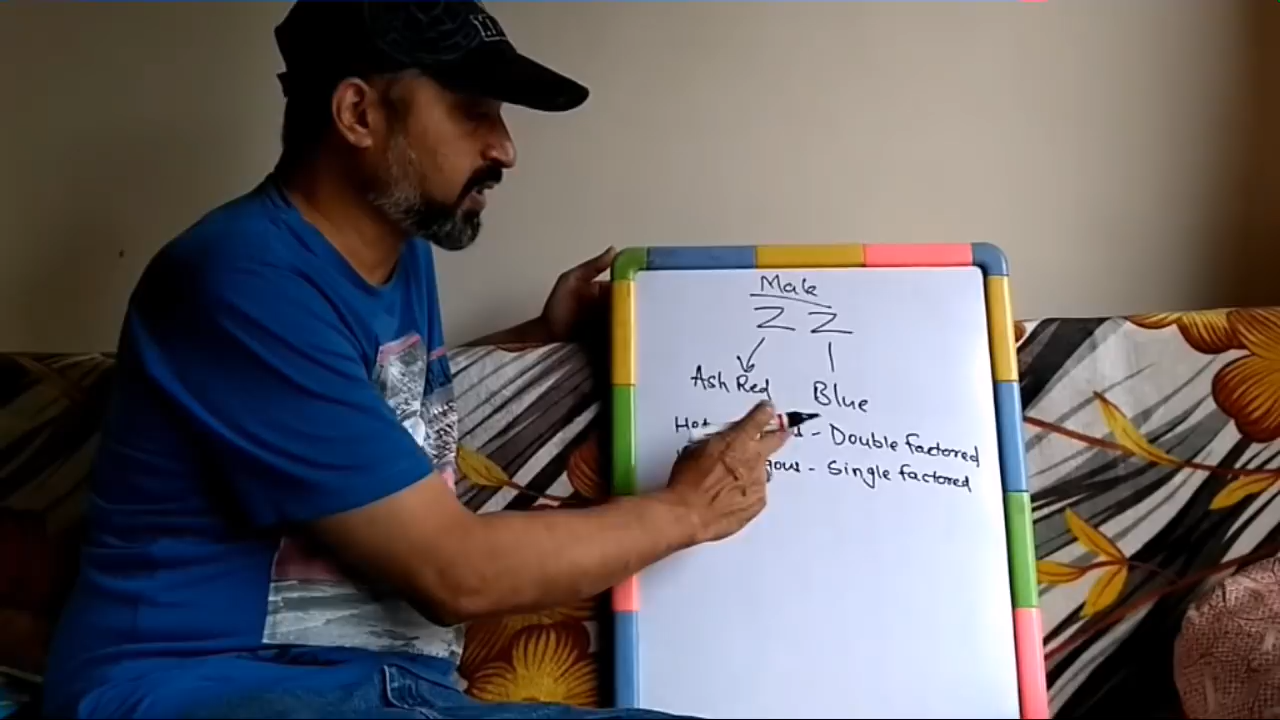 Male
Z Z
Ash Red Blue
- Double factored
- Single factored